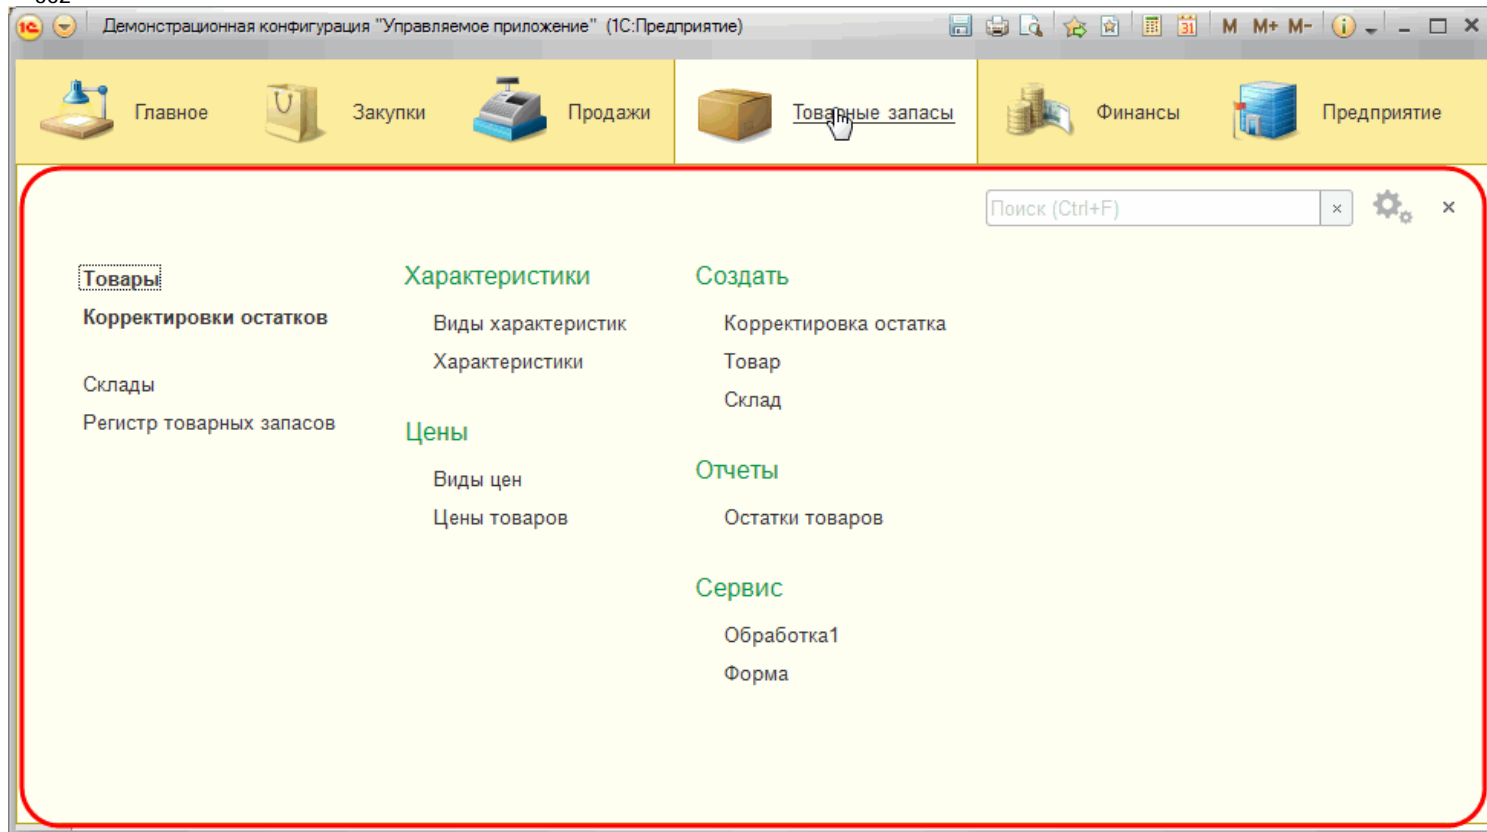 Демонстрационная конфигурация "Управляемое приложение" (1С:Предприятие)
31 M M+ M-
Главное Закупки Продажи Товарные запасы Финансы Предприятие
Поиск (Ctrl+F)
Товары
Корректировки остатков
Склады
Регистр товарных запасов
Характеристики
Виды характеристик
Характеристики
Цены
Виды цен
Цены товаров
Создать
Корректировка остатка
Товар
Склад
Отчеты
Остатки товаров
Сервис
Обработка1
Форма